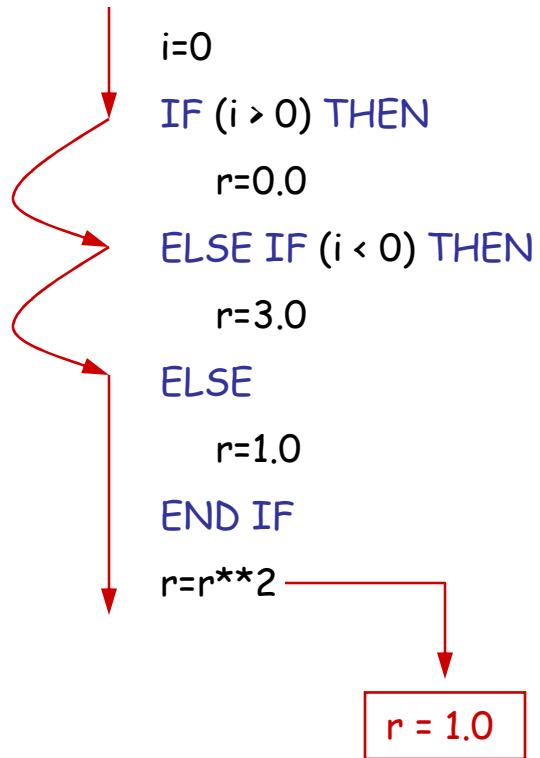 i=0
IF (i > 0) THEN
r=0.0
ELSE IF (i < 0) THEN
r=3.0
ELSE
r=1.0
END IF
r=r**2
r = 1.0